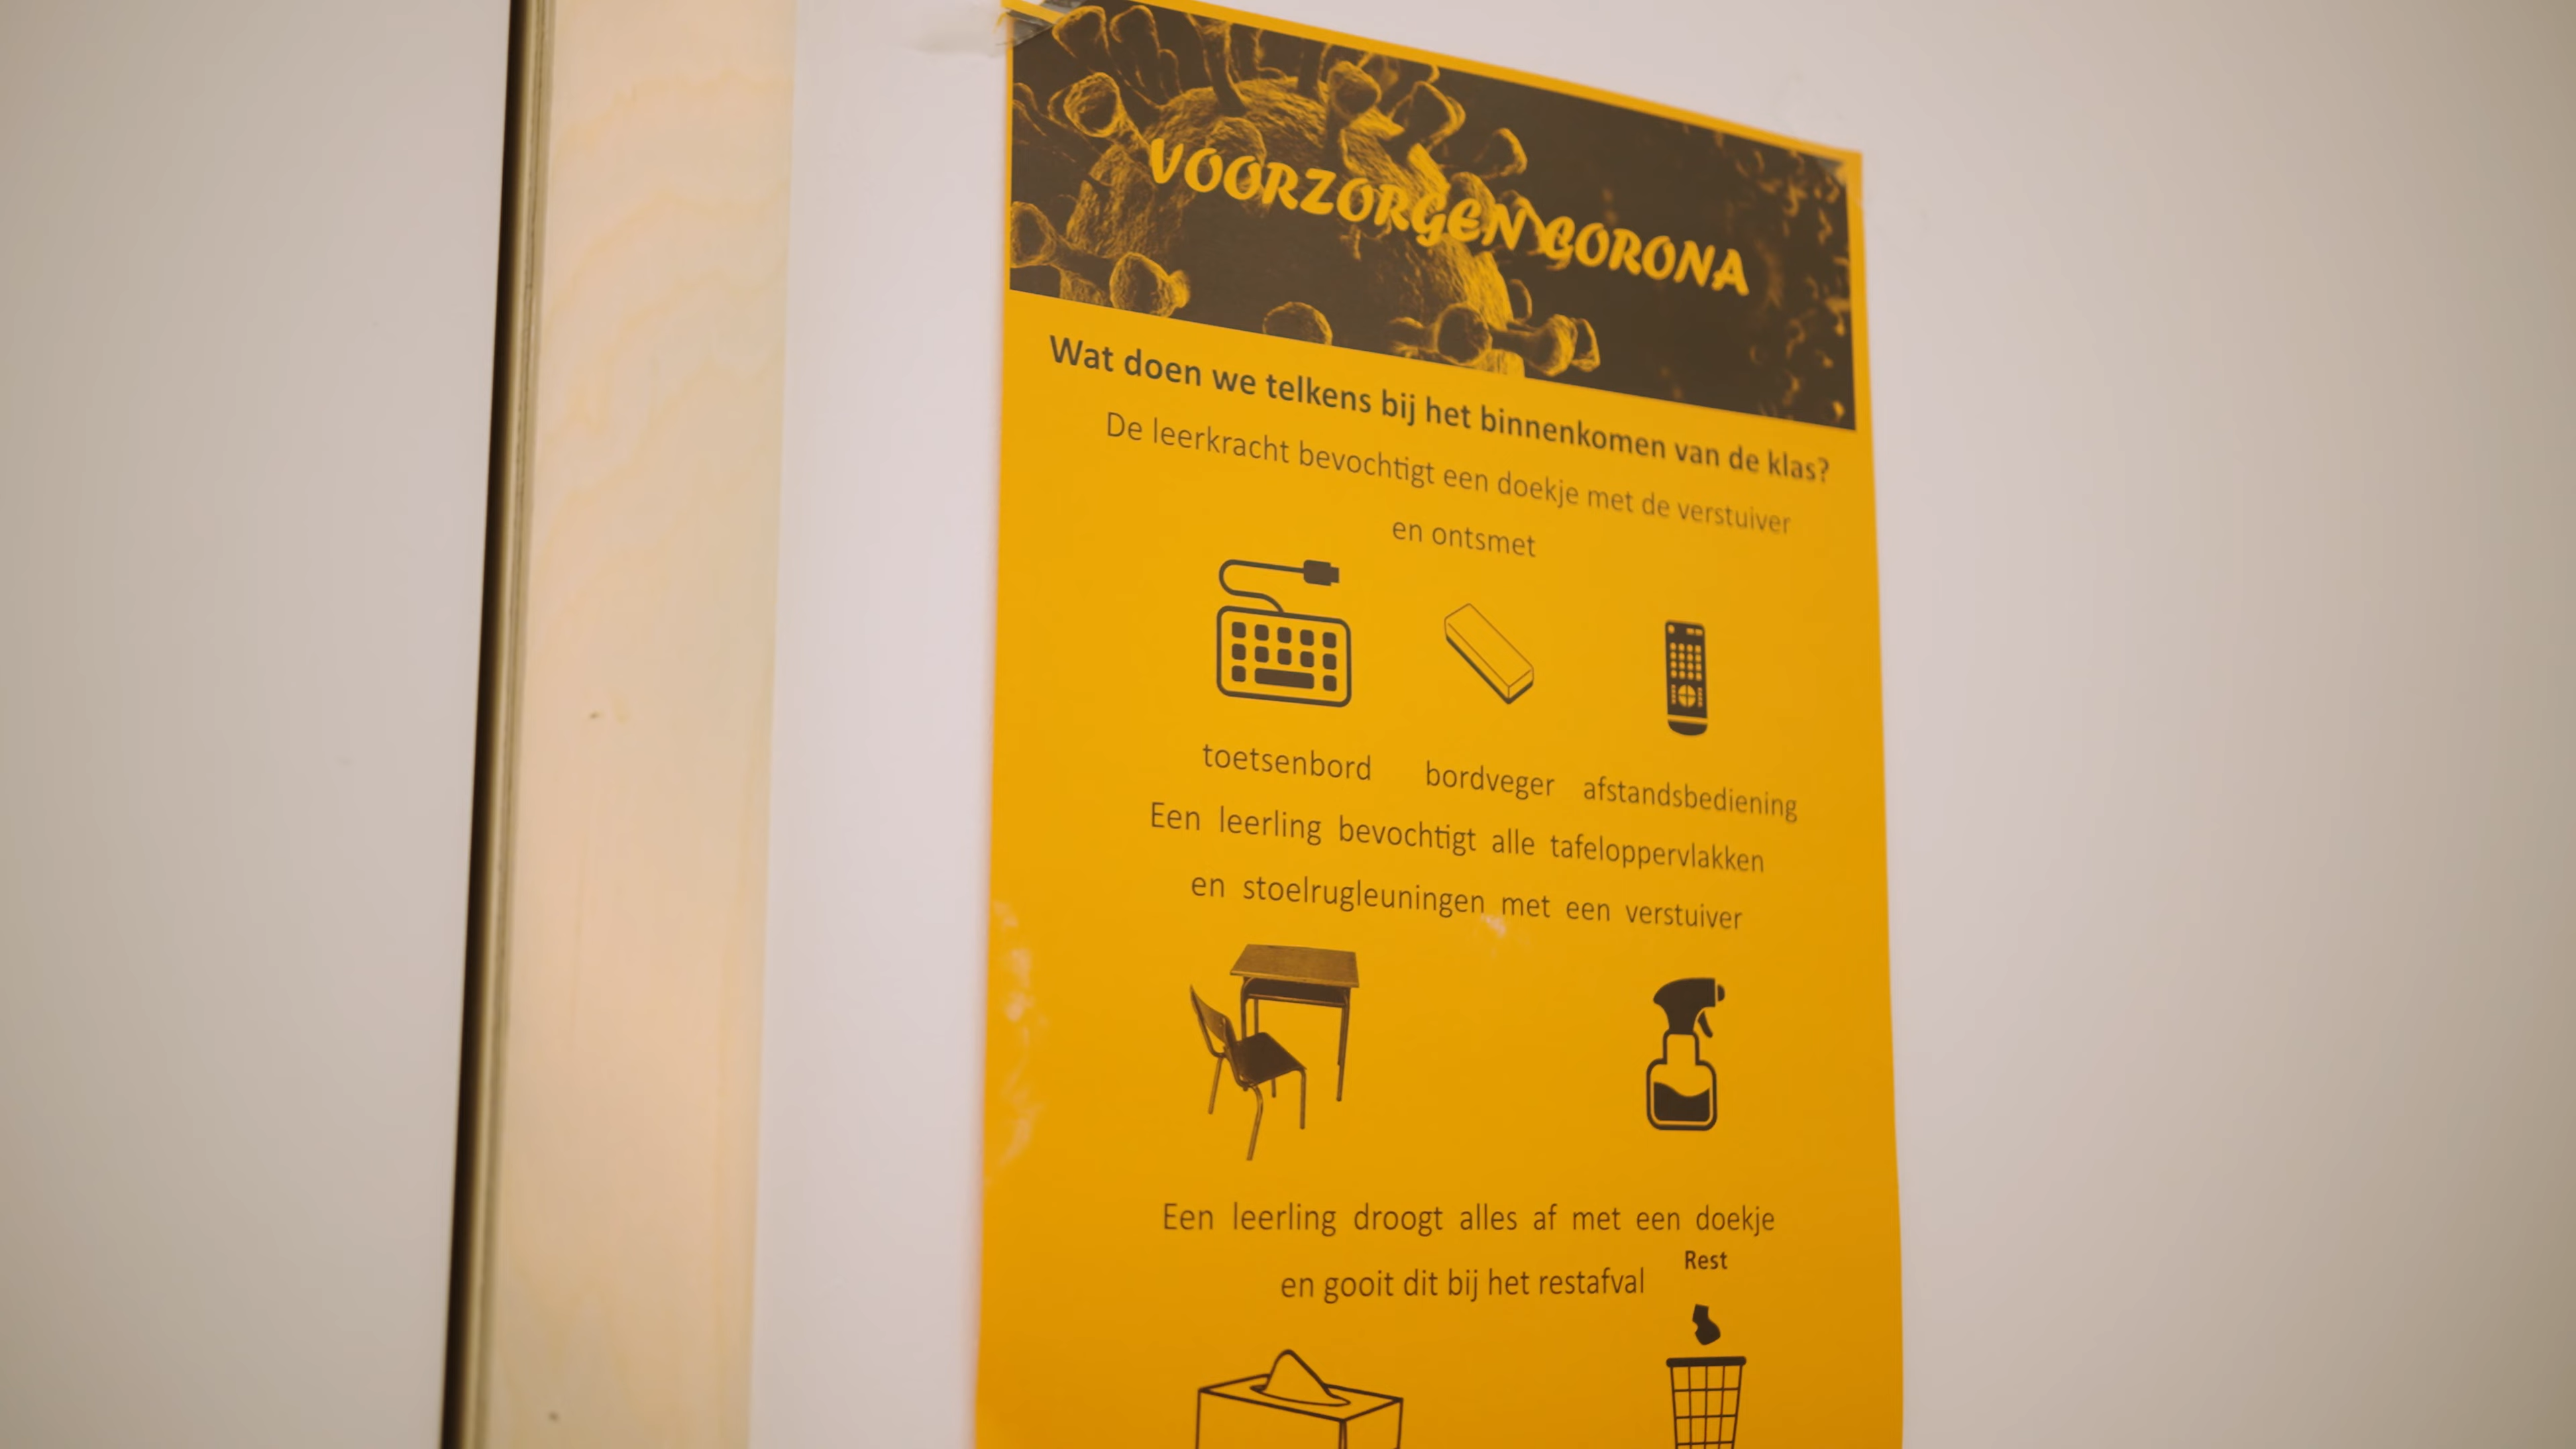 VOORZORGEN CORONA
Wat doen we telkens bij het binnenkomen van de klas?
De leerkracht bevochtigt een doekje met de verstuiver
en ontsmet
toetsenbord bordveger afstandsbediening
Een leerling bevochtigt alle tafeloppervlakken
en stoelrugleuningen met een verstuiver
Een leerling droogt alles af met een doekje
Rest
en gooit dit bij het restafval